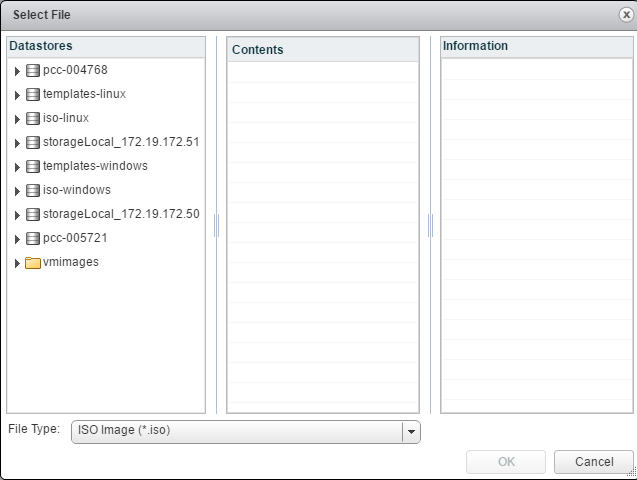 Select File
Datastores
Contents
Information
pcc-004768
templates-linux
iso-linux
storageLocal_172.19.172.51
templates-windows
iso-windows
storageLocal_172.19.172.50
pcc-005721
vmimages
File Type:
ISO Image (*.iso)
OK
Cancel